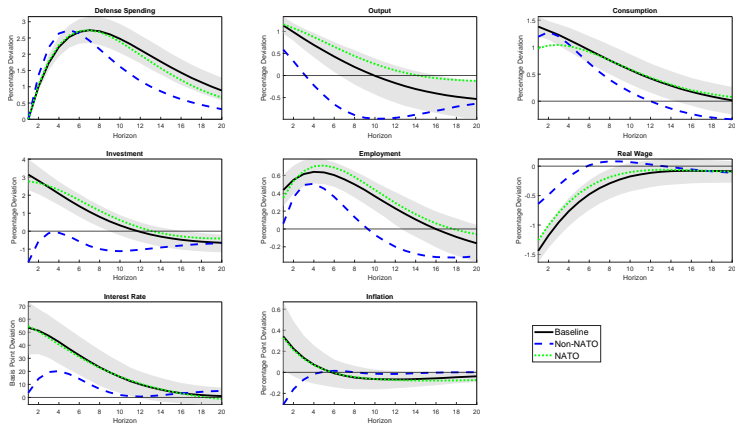 Defense Spending
Percentage Deviation
3
2.5
2
1.5
1
0.5
0
2 4 6 8 10 12 14 16 18 20
Horizon
Output
Percentage Deviation
1
0.5
0
-0.5
2 4 6 8 10 12 14 16 18 20
Horizon
Consumption
Percentage Deviation
1.5
1
0.5
0
2 4 6 8 10 12 14 16 18 20
Horizon
Investment
Percentage Deviation
4
3
2
1
0
-1
2 4 6 8 10 12 14 16 18 20
Horizon
Employment
Percentage Deviation
0.6
0.4
0.2
0
-0.2
2 4 6 8 10 12 14 16 18 20
Horizon
Real Wage
Percentage Deviation
0
-0.5
-1
-1.5
2 4 6 8 10 12 14 16 18 20
Horizon
Interest Rate
Basis Point Deviation
70
60
50
40
30
20
10
0
2 4 6 8 10 12 14 16 18 20
Horizon
Inflation
Percentage Point Deviation
0.6
0.4
0.2
0
-0.2
2 4 6 8 10 12 14 16 18 20
Horizon
Baseline
Non-NATO
NATO